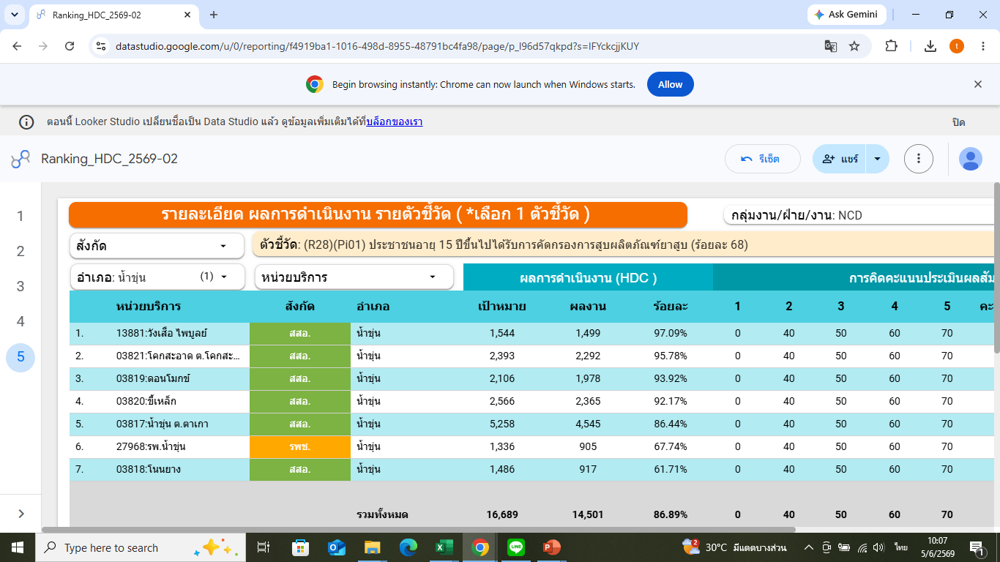 Ranking_HDC_2569-02
Ask Gemini
datastudio.google.com/u/0/reporting/f4919ba1-1016-498d-8955-48791bc4fa98/page/p_l96d57qkpd?s=lFYckcjjKUY
t
Begin browsing instantly: Chrome can now launch when Windows starts.
Allow
ตอนนี้ Looker Studio เปลี่ยนชื่อเป็น Data Studio แล้ว ดูข้อมูลเพิ่มเติมได้ที่บล็อกของเรา
ปิด
Ranking_HDC_2569-02
รีเซ็ต
แชร์
1
2
3
4
5
รายละเอียด ผลการดำเนินงาน รายตัวชี้วัด ( *เลือก 1 ตัวชี้วัด )
กลุ่มงาน/ฝ่าย/งาน: NCD
สังกัด
ตัวชี้วัด: (R28)(Pi01) ประชาชนอายุ 15 ปีขึ้นไปได้รับการคัดกรองการสูบผลิตภัณฑ์ยาสูบ (ร้อยละ 68)
อำเภอ: น้ำขุ่น (1)
หน่วยบริการ
ผลการดำเนินงาน (HDC )
การคิดคะแนนประเมินผลสัม
หน่วยบริการ สังกัด อำเภอ เป้าหมาย ผลงาน ร้อยละ 1 2 3 4 5 คะ
1. 13881:วังเสือ ไพบูลย์ สสอ. น้ำขุ่น 1,544 1,499 97.09% 0 40 50 60 70
2. 03821:โคกสะอาด ต.โคกสะ... สสอ. น้ำขุ่น 2,393 2,292 95.78% 0 40 50 60 70
3. 03819:ดอนโมกข์ สสอ. น้ำขุ่น 2,106 1,978 93.92% 0 40 50 60 70
4. 03820:ขี้เหล็ก สสอ. น้ำขุ่น 2,566 2,365 92.17% 0 40 50 60 70
5. 03817:น้ำขุ่น ต.ตาเกา สสอ. น้ำขุ่น 5,258 4,545 86.44% 0 40 50 60 70
6. 27968:รพ.น้ำขุ่น รพช. น้ำขุ่น 1,336 905 67.74% 0 40 50 60 70
7. 03818:โนนยาง สสอ. น้ำขุ่น 1,486 917 61.71% 0 40 50 60 70
รวมทั้งหมด 16,689 14,501 86.89% 0 40 50 60 70
Type here to search
2
30°C มีแดดบางส่วน
ไทย
10:07
5/6/2569
1